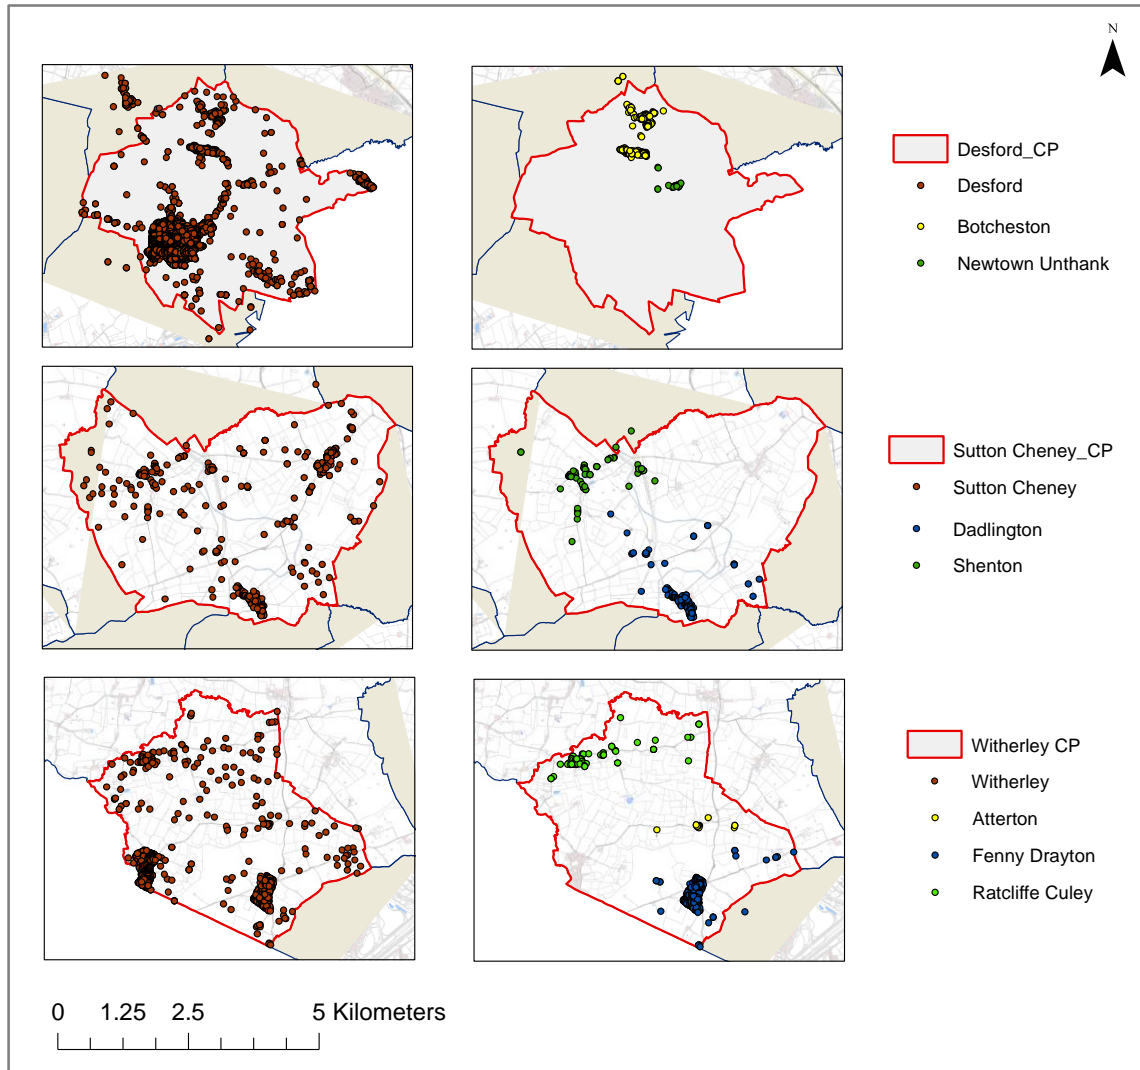 N
Desford_CP
Desford
Botcheston
Newtown Unthank
Sutton Cheney_CP
Sutton Cheney
Dadlington
Shenton
Witherley CP
Witherley
Atterton
Fenny Drayton
Ratcliffe Culey
0 1.25 2.5 5 Kilometers